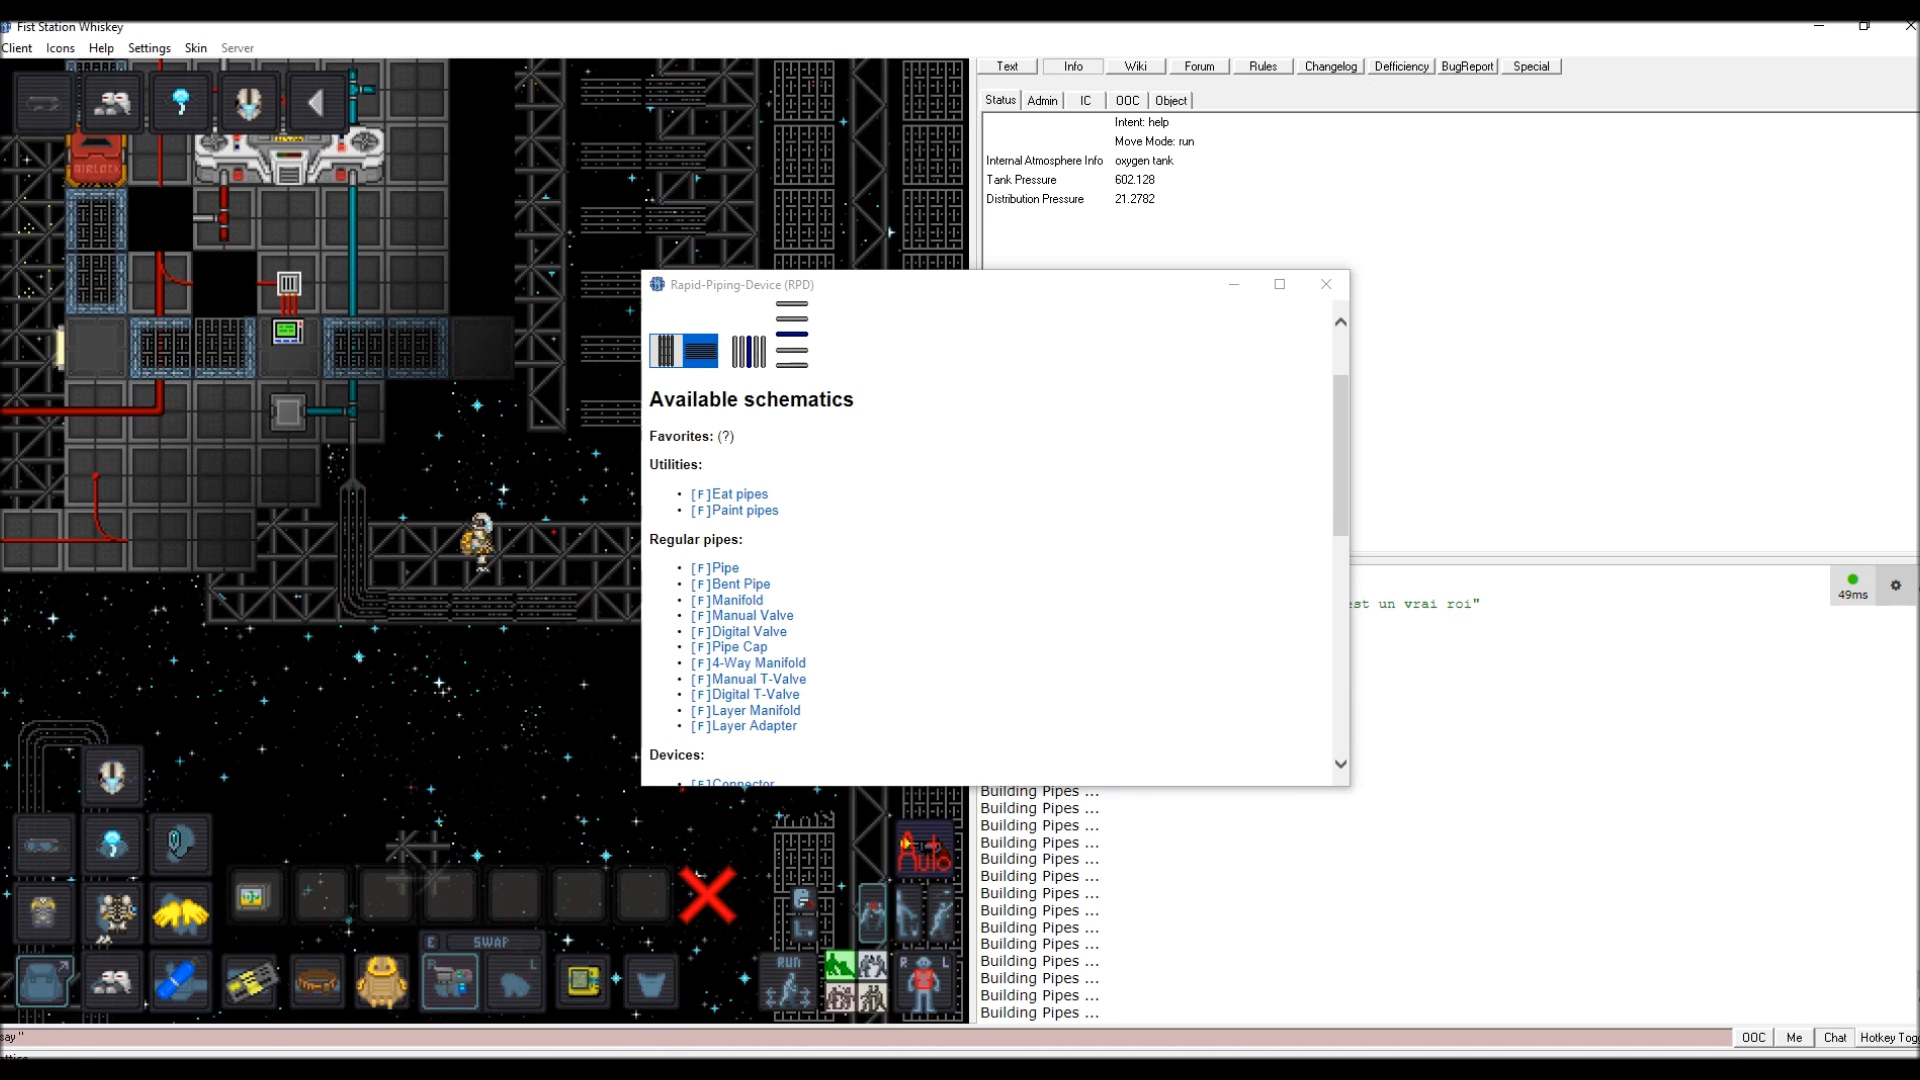 Fist Station Whiskey
Client Icons Help Settings Skin Server
Text Info Wiki Forum Rules Changelog Defficiency BugReport Special
Status Admin IC OOC Object
Intent: help
Move Mode: run
Internal Atmosphere Info oxygen tank
Tank Pressure 602.128
Distribution Pressure 21.2782
AIRLOCK
Rapid-Piping-Device (RPD)
Available schematics
Favorites: (?)
Utilities:
• [F]Eat pipes
• [F]Paint pipes
Regular pipes:
• [F]Pipe
• [F]Bent Pipe
• [F]Manifold
• [F]Manual Valve
• [F]Digital Valve
• [F]Pipe Cap
• [F]4-Way Manifold
• [F]Manual T-Valve
• [F]Digital T-Valve
• [F]Layer Manifold
• [F]Layer Adapter
Devices:
• [F]Connector
49ms
est un vrai roi"
Building Pipes ...
Building Pipes ...
Building Pipes ...
Building Pipes ...
Building Pipes ...
Building Pipes ...
Building Pipes ...
Building Pipes ...
Building Pipes ...
Building Pipes ...
Building Pipes ...
Building Pipes ...
Building Pipes ...
Building Pipes ...
Auto
E SWAP
R L
RUN
R L
say "
OOC Me Chat Hotkey Togg